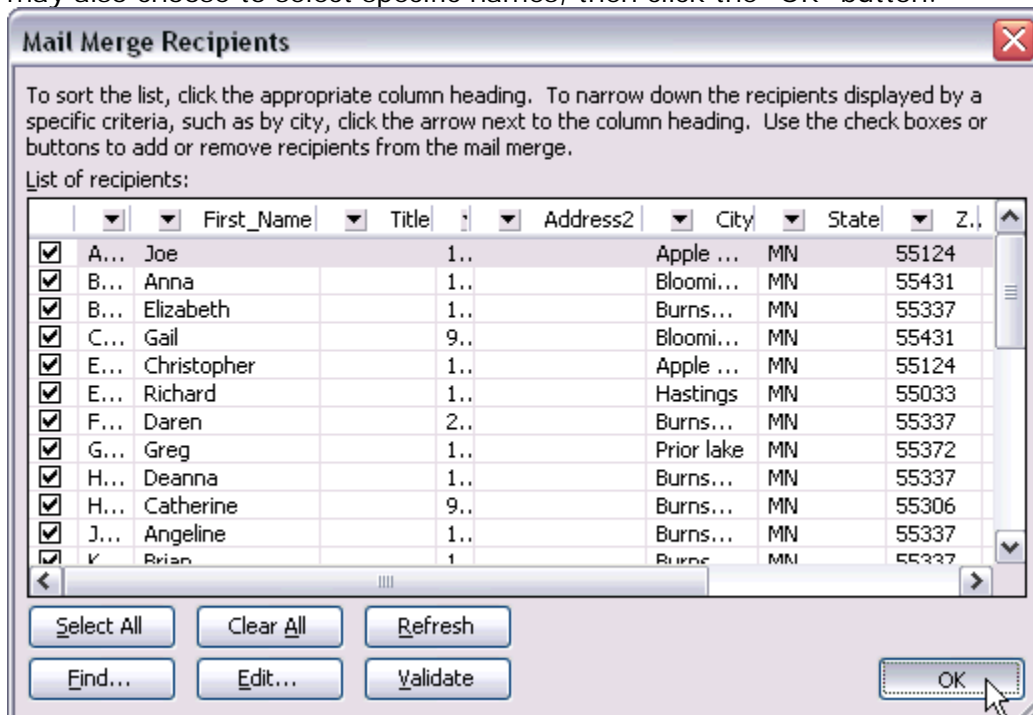 may also choose to select specific names, then click the "OK" button.
Mail Merge Recipients
To sort the list, click the appropriate column heading. To narrow down the recipients displayed by a
specific criteria, such as by city, click the arrow next to the column heading. Use the check boxes or
buttons to add or remove recipients from the mail merge.
List of recipients:
First_Name Title Address2 City State Z..
A... Joe 1.. Apple ... MN 55124
B... Anna 1.. Bloomi... MN 55431
B... Elizabeth 1.. Burns... MN 55337
C... Gail 9.. Bloomi... MN 55431
E... Christopher 1.. Apple ... MN 55124
E... Richard 1.. Hastings MN 55033
F... Daren 2.. Burns... MN 55337
G... Greg 1.. Prior lake MN 55372
H... Deanna 1.. Burns... MN 55337
H... Catherine 9.. Burns... MN 55306
J... Angeline 1.. Burns... MN 55337
K Brian 1 Burns MN 55337
Select All Clear All Refresh
Find... Edit... Validate OK